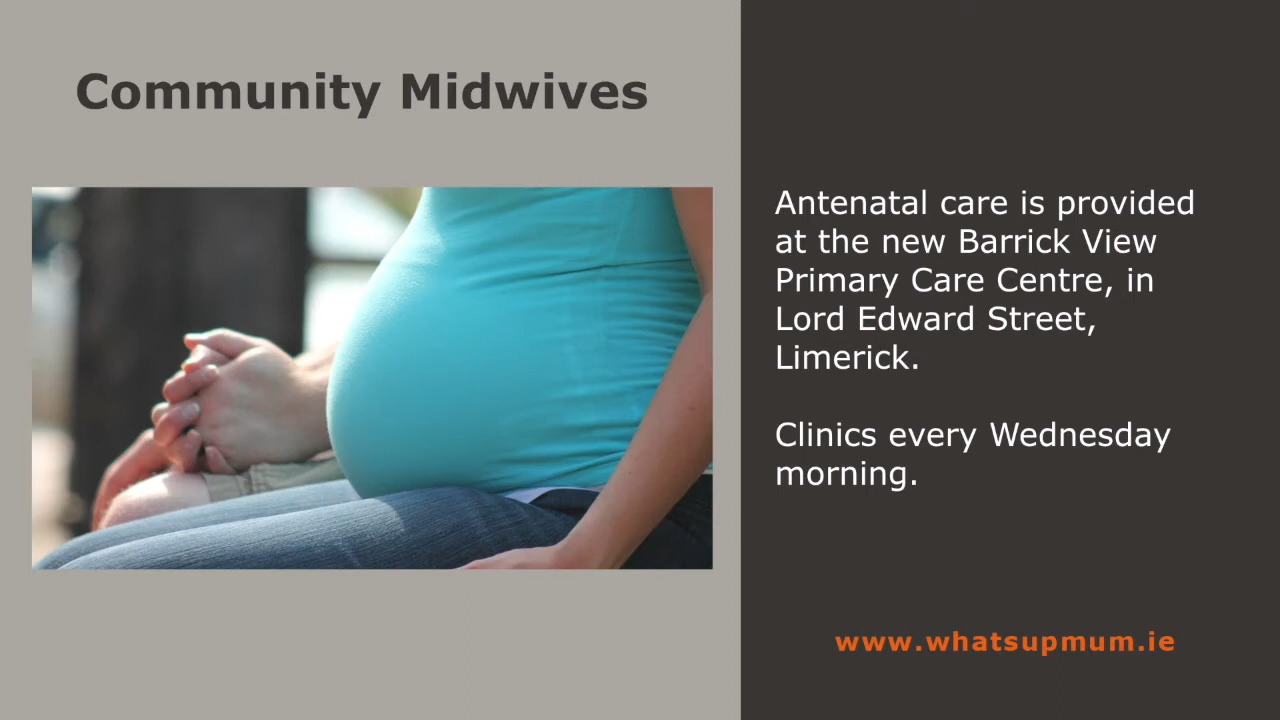 Community Midwives
Antenatal care is provided
at the new Barrick View
Primary Care Centre, in
Lord Edward Street,
Limerick.
Clinics every Wednesday
morning.
www.whatsupmum.ie